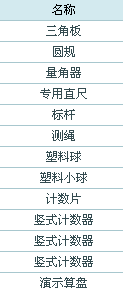 名称
三角板
圆规
量角器
专用直尺
标杆
测绳
塑料球
塑料小球
计数片
竖式计数器
竖式计数器
竖式计数器
演示算盘